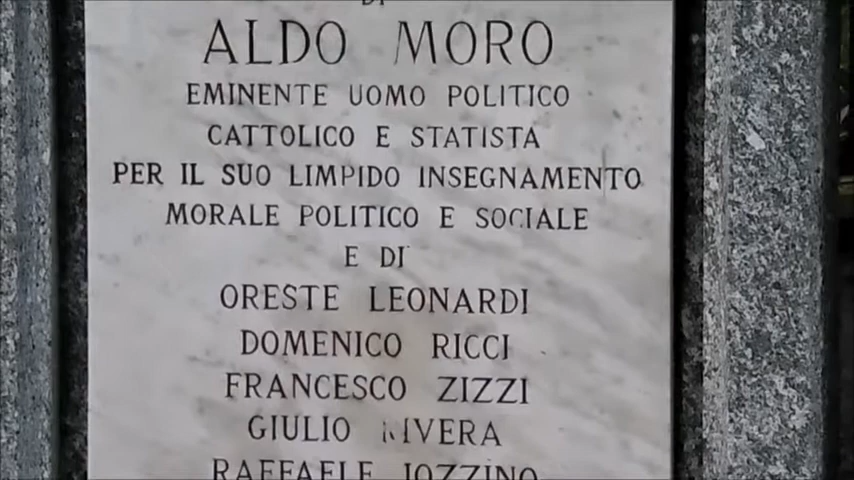 DI
ALDO MORO
EMINENTE UOMO POLITICO
CATTOLICO E STATISTA
PER IL SUO LIMPIDO INSEGNAMENTO
MORALE POLITICO E SOCIALE
E DI
ORESTE LEONARDI
DOMENICO RICCI
FRANCESCO ZIZZI
GIULIO RIVERA
RAFFAELE IOZZINO